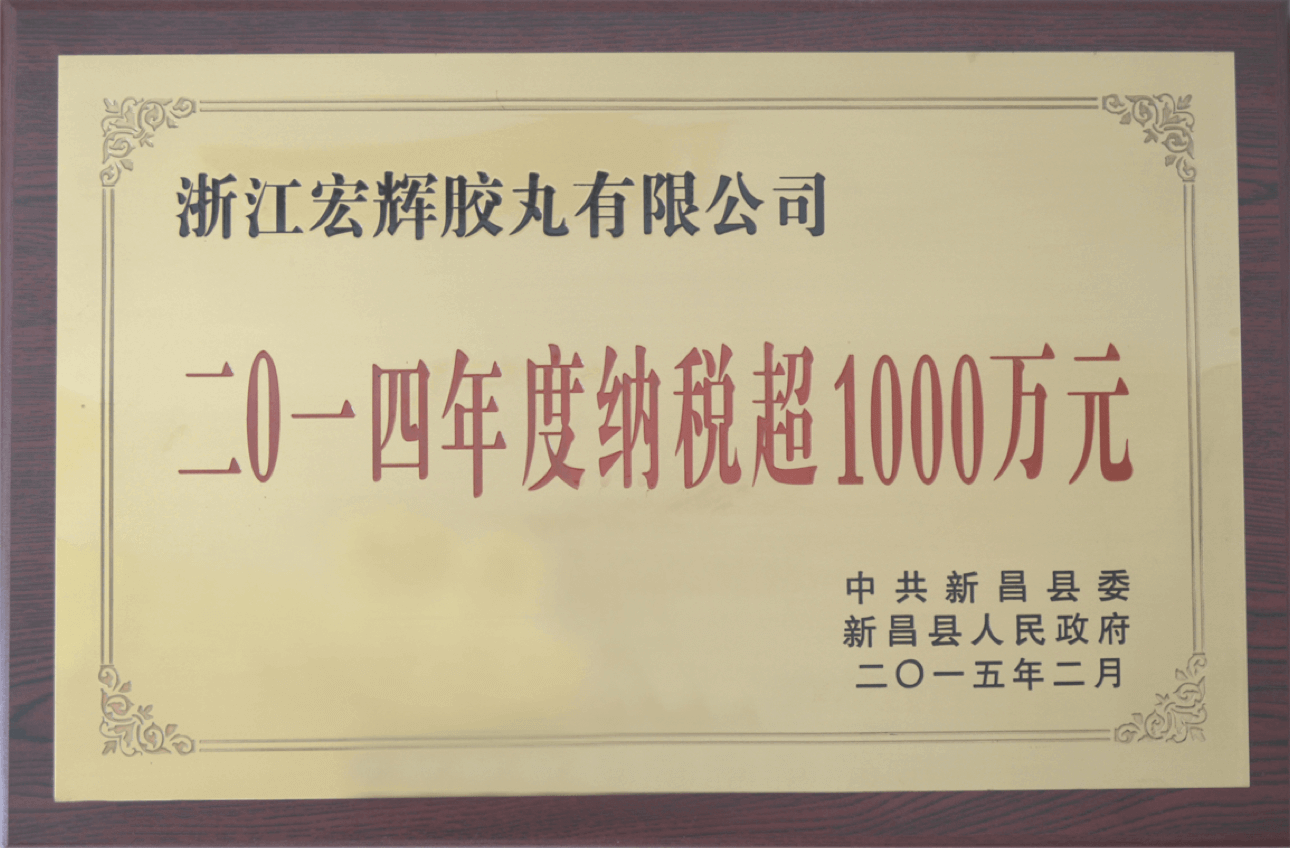 浙江宏辉胶丸有限公司
二0一四年度纳税超1000万元
中共新昌县委
新昌县人民政府
二〇一五年二月